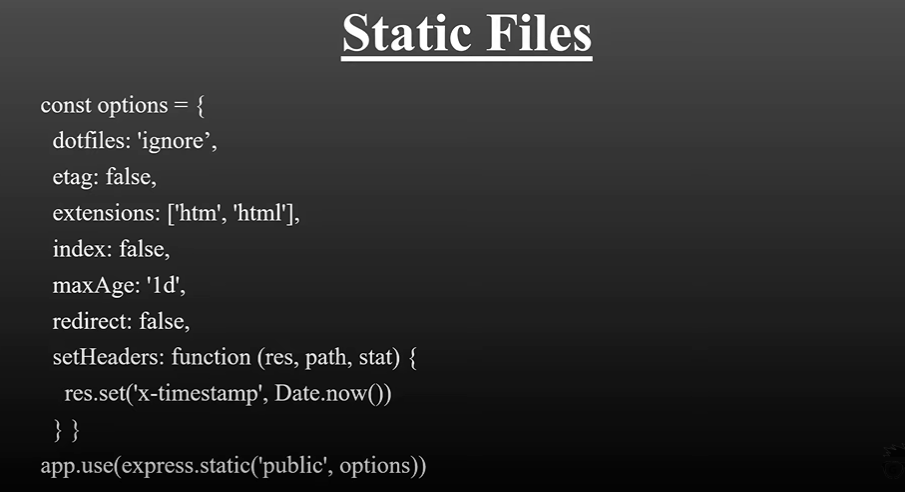 Static Files
const options = {
dotfiles: 'ignore’,
etag: false,
extensions: ['htm', 'html'],
index: false,
maxAge: '1d',
redirect: false,
setHeaders: function (res, path, stat) {
res.set('x-timestamp', Date.now())
} }
app.use(express.static('public', options))